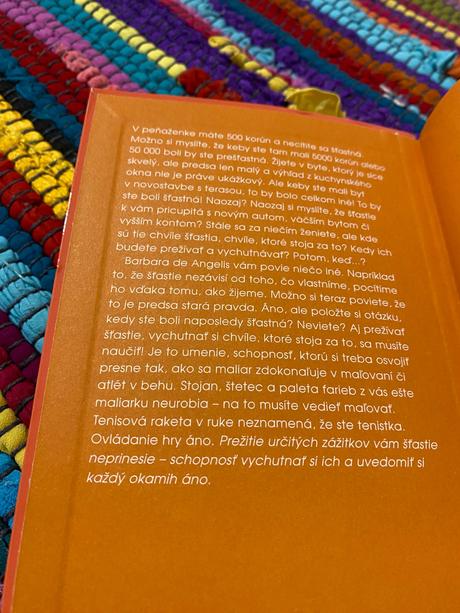 V peňaženke máte 500 korún a necítite sa šťastná.
Možno si myslíte, že keby ste tam mali 5000 korún alebo
50 000 boli by ste prešťastná. Žijete v byte, ktorý je síce
skvelý, ale predsa len malý a výhľad z kuchynského
okna nie je práve ukážkový. Ale keby ste mali byt
v novostavbe s terasou, to by bolo celkom iné! To by
ste boli šťastná! Naozaj? Naozaj si myslíte, že šťastie
k vám pricupitá s novým autom, väčším bytom či
vyšším kontom? Stále sa za niečím ženiete, ale kde
sú tie chvíle šťastia, chvíle, ktoré stoja za to? Kedy ich
budete prežívať a vychutnávať? Potom, keď...?
Barbara de Angelis vám povie niečo iné. Napríklad
to, že šťastie nezávisí od toho, čo vlastníme, pocítime
ho vďaka tomu, ako žijeme. Možno si teraz poviete, že
to je predsa stará pravda. Áno, ale položte si otázku,
kedy ste boli naposledy šťastná? Neviete? Aj prežívať
šťastie, vychutnať si chvíle, ktoré stoja za to, sa musíte
naučiť! Je to umenie, schopnosť, ktorú si treba osvojiť
presne tak, ako sa maliar zdokonaľuje v maľovaní či
atlét v behu. Stojan, štetec a paleta farieb z vás ešte
maliarku neurobia – na to musíte vedieť maľovať.
Tenisová raketa v ruke neznamená, že ste tenistka.
Ovládanie hry áno. Prežitie určitých zážitkov vám šťastie
neprinesie – schopnosť vychutnať si ich a uvedomiť si
každý okamih áno.